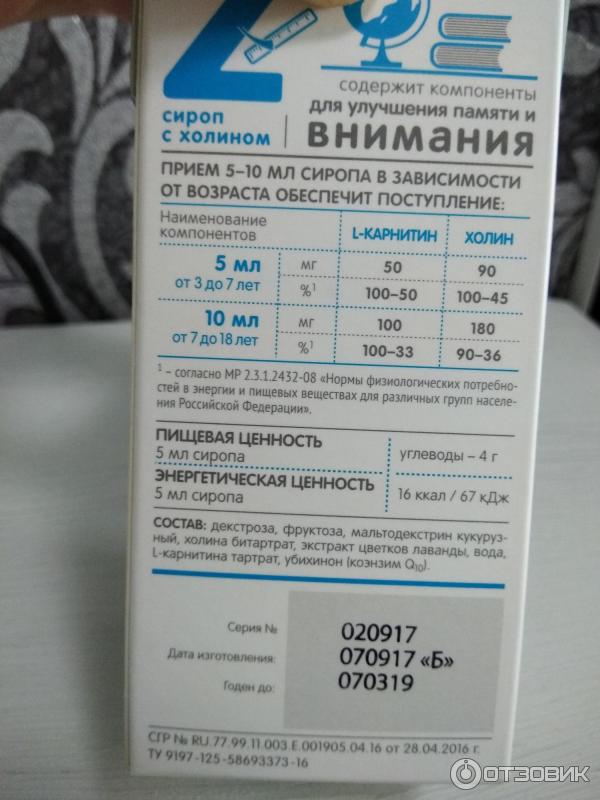 содержит компоненты
для улучшения памяти и
внимания
сироп
с холином
ПРИЕМ 5–10 МЛ СИРОПА В ЗАВИСИМОСТИ
ОТ ВОЗРАСТА ОБЕСПЕЧИТ ПОСТУПЛЕНИЕ:
Наименование компонентов L-КАРНИТИН ХОЛИН
5 мл мг 50 90
от 3 до 7 лет %¹ 100–50 100–45
10 мл мг 100 180
от 7 до 18 лет %¹ 100–33 90–36
¹ – согласно МР 2.3.1.2432-08 «Нормы физиологических потребно-
стей в энергии и пищевых веществах для различных групп населе-
ния Российской Федерации».
ПИЩЕВАЯ ЦЕННОСТЬ
5 мл сиропа углеводы – 4 г
ЭНЕРГЕТИЧЕСКАЯ ЦЕННОСТЬ
5 мл сиропа 16 ккал / 67 кДж
СОСТАВ: декстроза, фруктоза, мальтодекстрин кукуруз-
ный, холина битартрат, экстракт цветков лаванды, вода,
L-карнитина тартрат, убихинон (коэнзим Q₁₀).
Серия № 020917
Дата изготовления: 070917 «Б»
Годен до: 070319
СГР № RU.77.99.11.003.Е.001905.04.16 от 28.04.2016 г.
ТУ 9197-125-58693373-16
ОТЗОВИК